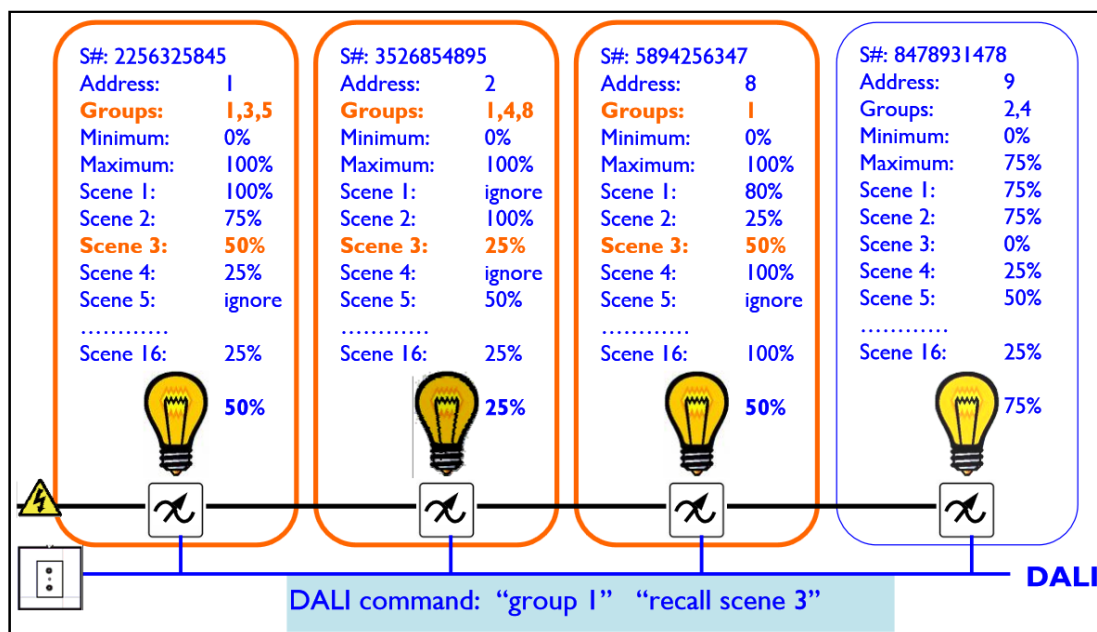 S#: 2256325845
Address: 1
Groups: 1,3,5
Minimum: 0%
Maximum: 100%
Scene 1: 100%
Scene 2: 75%
Scene 3: 50%
Scene 4: 25%
Scene 5: ignore
............
Scene 16: 25%
50%
S#: 3526854895
Address: 2
Groups: 1,4,8
Minimum: 0%
Maximum: 100%
Scene 1: ignore
Scene 2: 100%
Scene 3: 25%
Scene 4: ignore
Scene 5: 50%
............
Scene 16: 25%
25%
S#: 5894256347
Address: 8
Groups: 1
Minimum: 0%
Maximum: 100%
Scene 1: 80%
Scene 2: 25%
Scene 3: 50%
Scene 4: 100%
Scene 5: ignore
............
Scene 16: 100%
50%
S#: 8478931478
Address: 9
Groups: 2,4
Minimum: 0%
Maximum: 75%
Scene 1: 75%
Scene 2: 75%
Scene 3: 0%
Scene 4: 25%
Scene 5: 50%
............
Scene 16: 25%
75%
DALI
DALI command: “group 1” “recall scene 3”